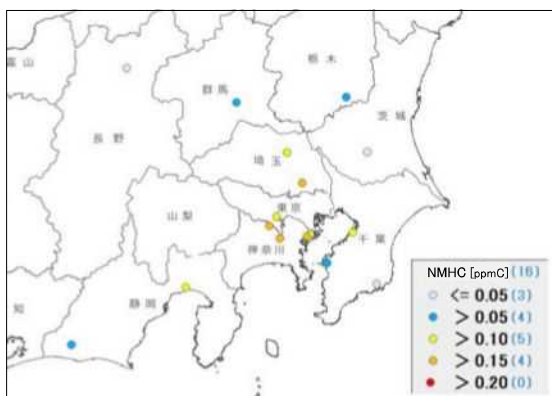 富山
栃木
群馬
茨城
長野
埼玉
東京
山梨
千葉
神奈川
静岡
知
NMHC [ppmC] (16)
<= 0.05 (3)
> 0.05 (4)
> 0.10 (5)
> 0.15 (4)
> 0.20 (0)